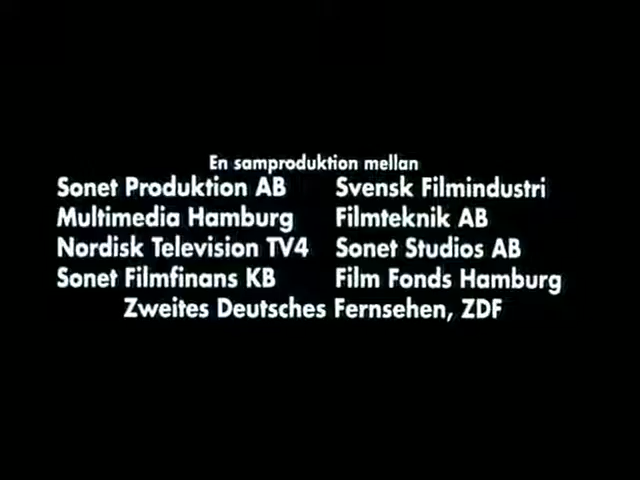 En samproduktion mellan
Sonet Produktion AB Svensk Filmindustri
Multimedia Hamburg Filmteknik AB
Nordisk Television TV4 Sonet Studios AB
Sonet Filmfinans KB Film Fonds Hamburg
Zweites Deutsches Fernsehen, ZDF